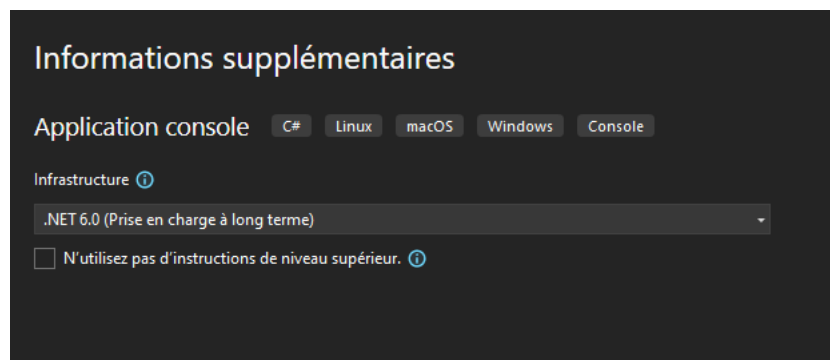 Informations supplémentaires
Application console C# Linux macOS Windows Console
Infrastructure
.NET 6.0 (Prise en charge à long terme)
N’utilisez pas d’instructions de niveau supérieur.